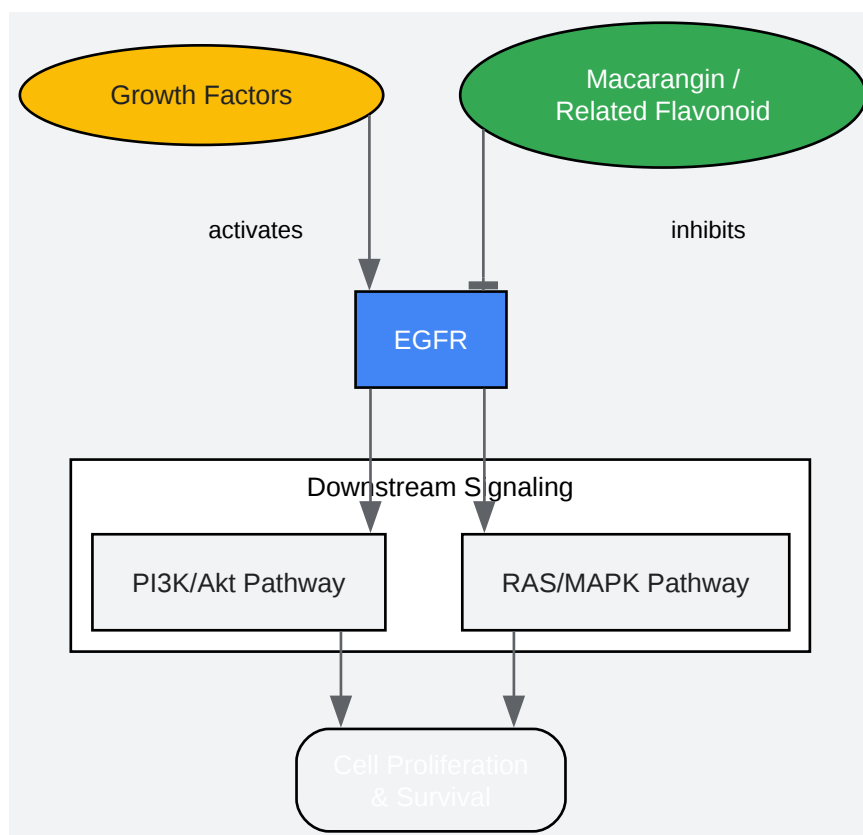 Growth Factors
Macarangin /
Related Flavonoid
activates
inhibits
EGFR
Downstream Signaling
PI3K/Akt Pathway
RAS/MAPK Pathway
Cell Proliferation
& Survival